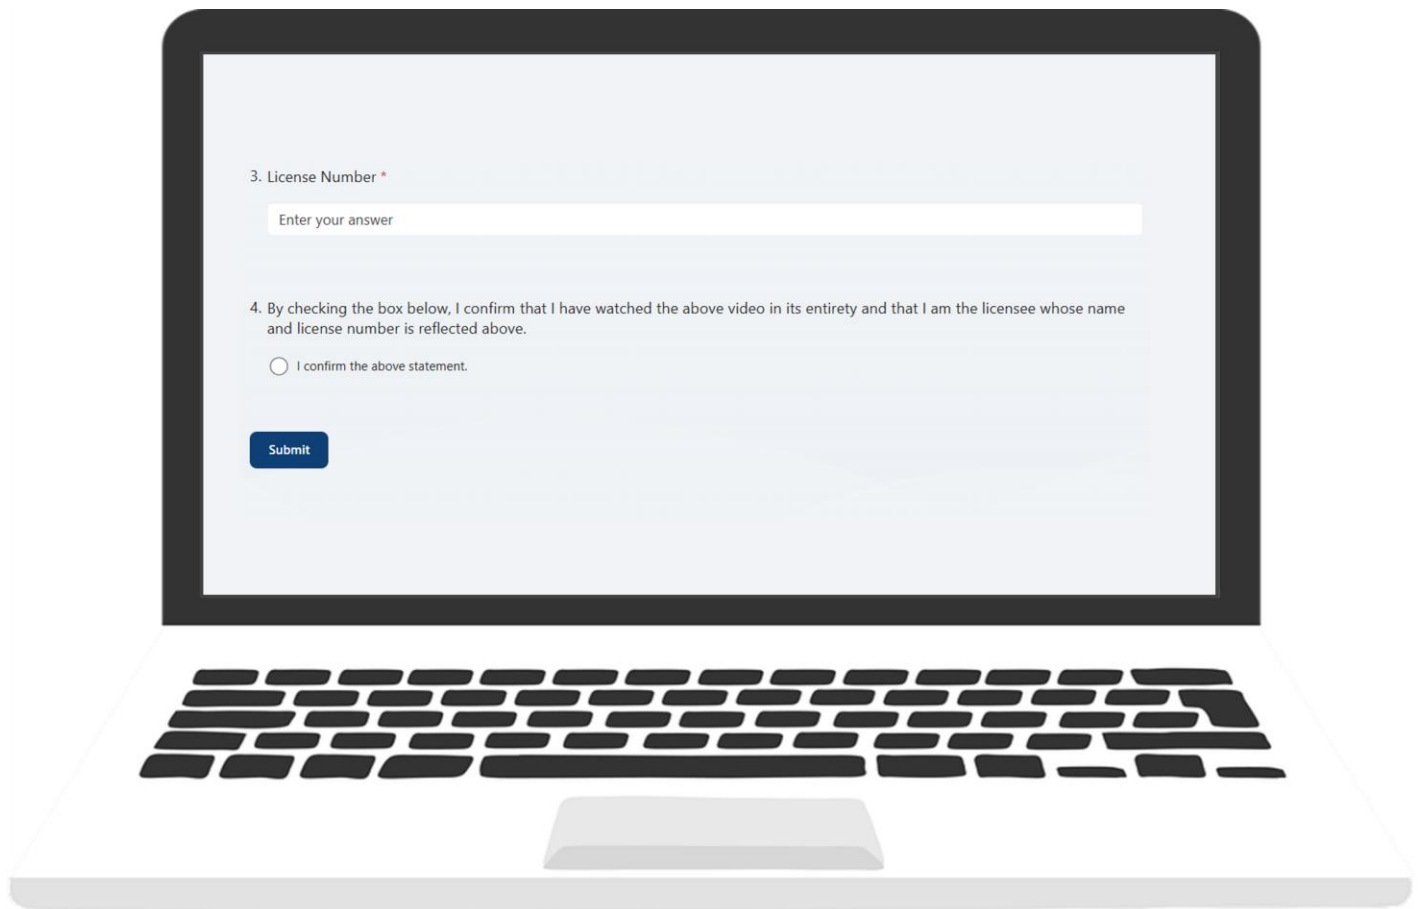 3. License Number *
Enter your answer
4. By checking the box below, I confirm that I have watched the above video in its entirety and that I am the licensee whose name
and license number is reflected above.
I confirm the above statement.
Submit